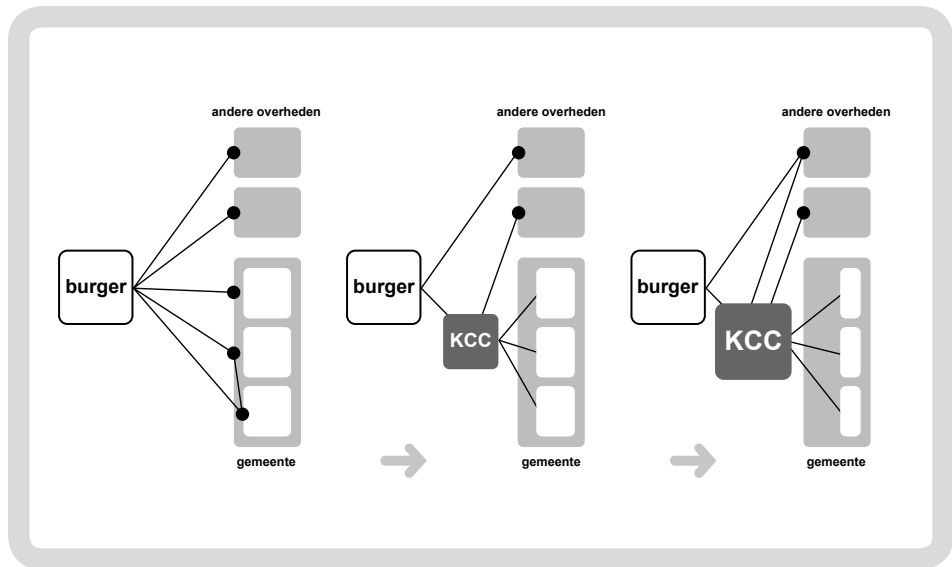 andere overheden
burger
gemeente
andere overheden
burger
KCC
gemeente
andere overheden
burger
KCC
gemeente